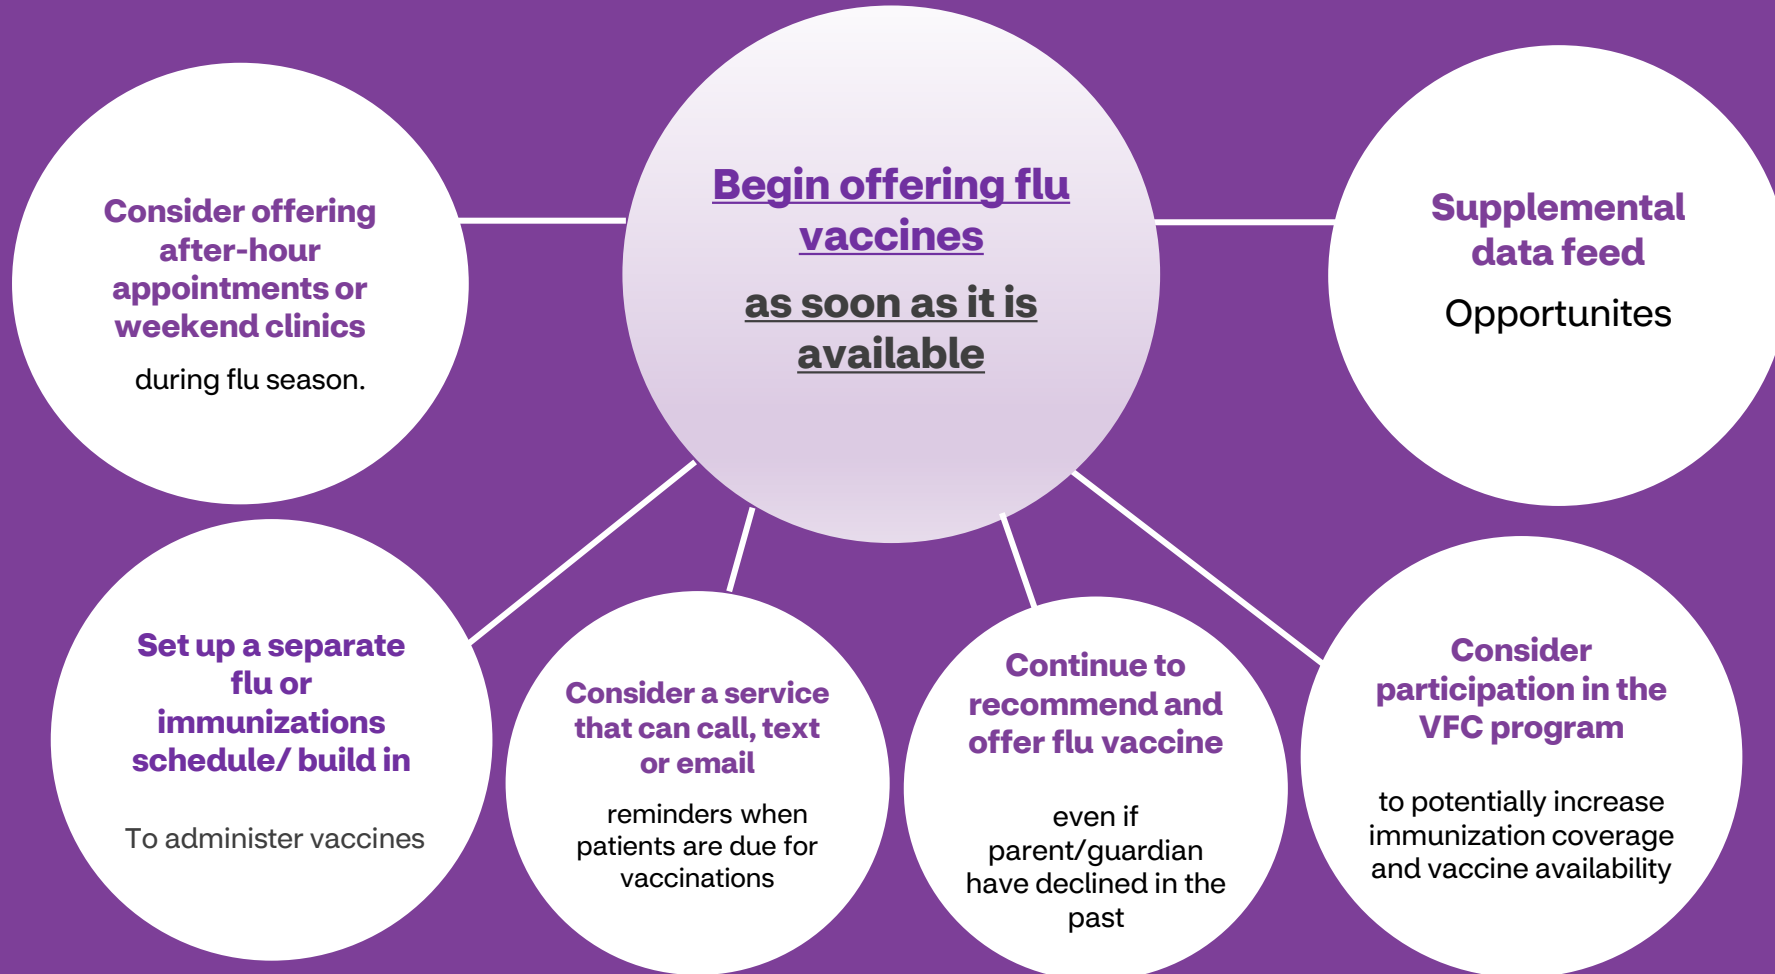 Begin offering flu
vaccines
as soon as it is
available
Consider offering
after-hour
appointments or
weekend clinics
during flu season.
Supplemental
data feed
Opportunites
Set up a separate
flu or
immunizations
schedule/ build in
To administer vaccines
Consider a service
that can call, text
or email
reminders when
patients are due for
vaccinations
Continue to
recommend and
offer flu vaccine
even if
parent/guardian
have declined in the
past
Consider
participation in the
VFC program
to potentially increase
immunization coverage
and vaccine availability